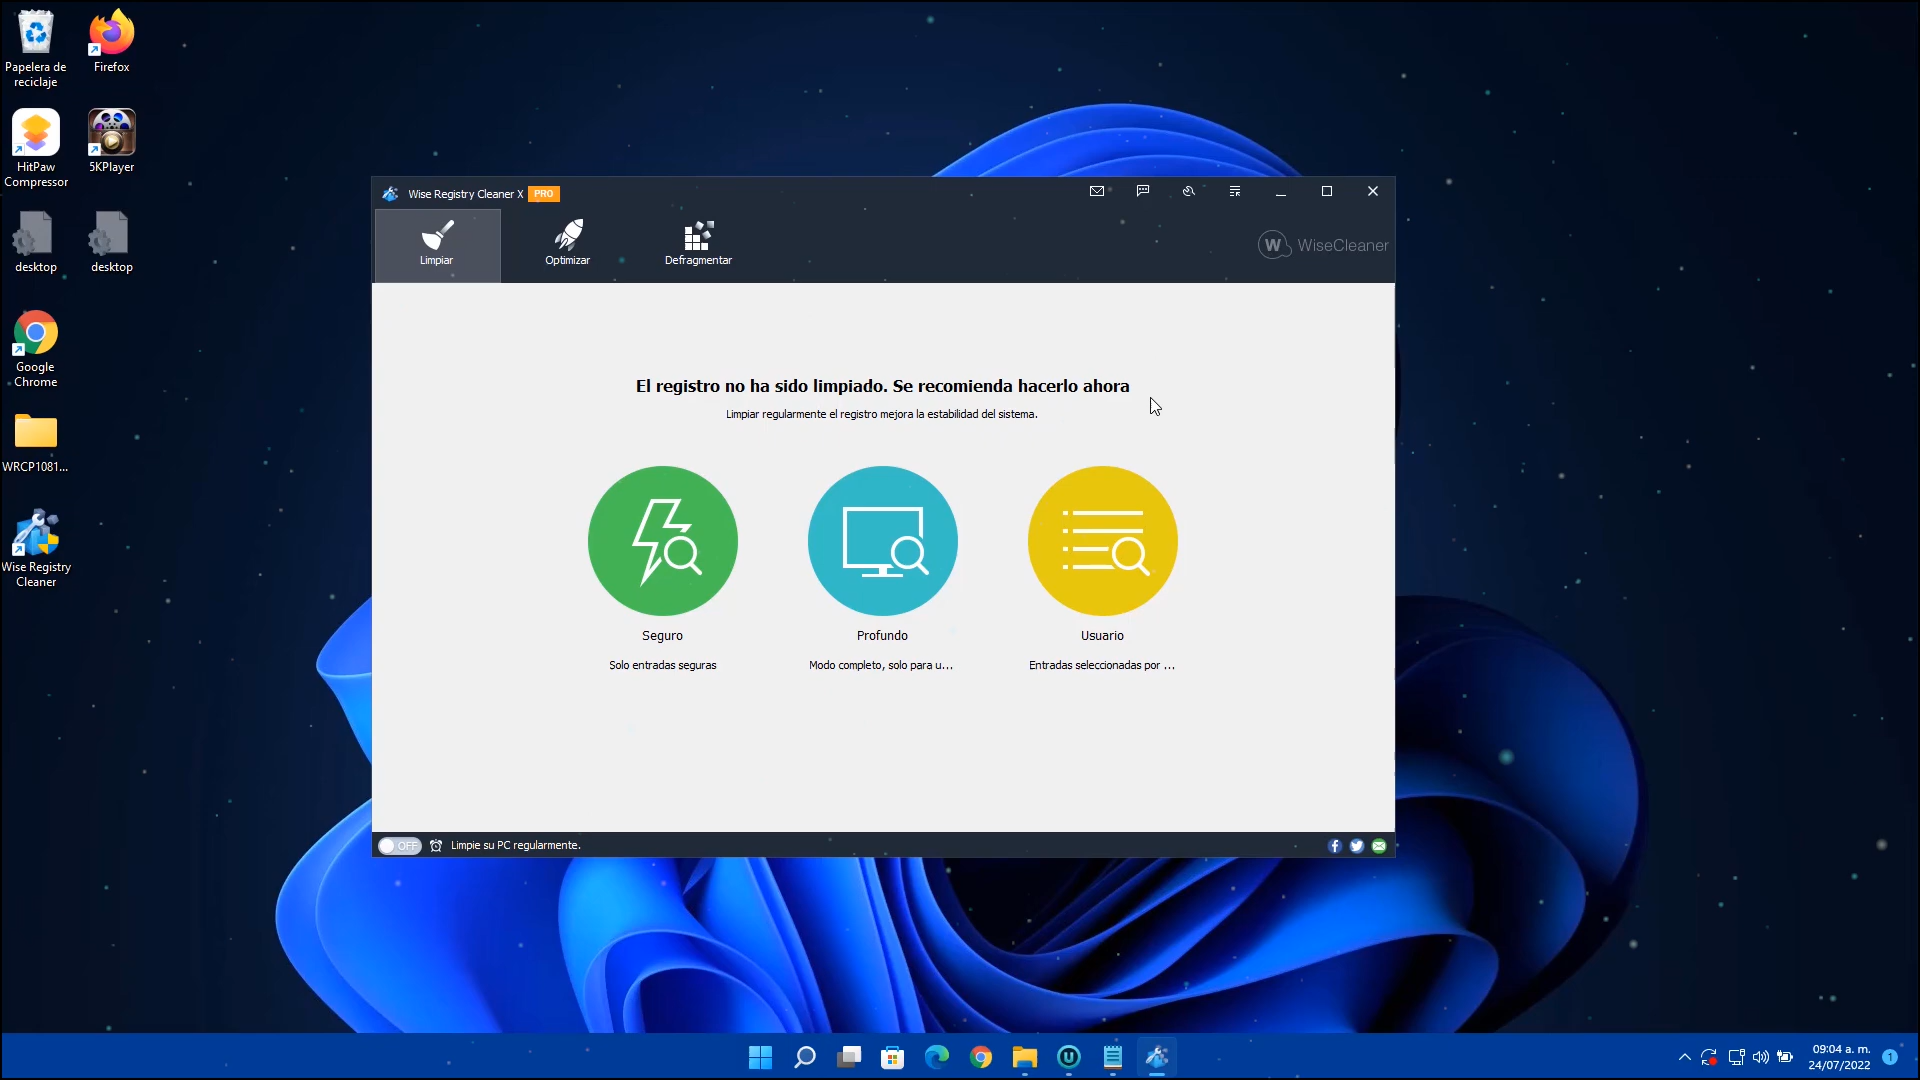 Papelera de
reciclaje
Firefox
HitPaw
Compressor
5KPlayer
desktop
desktop
Google
Chrome
WRCP1081...
Wise Registry
Cleaner
Wise Registry Cleaner X PRO
Limpiar
Optimizar
Defragmentar
W WiseCleaner
El registro no ha sido limpiado. Se recomienda hacerlo ahora
Limpiar regularmente el registro mejora la estabilidad del sistema.
Seguro
Profundo
Usuario
Solo entradas seguras
Modo completo, solo para u...
Entradas seleccionadas por ...
OFF Limpie su PC regularmente.
09:04 a. m.
24/07/2022
1